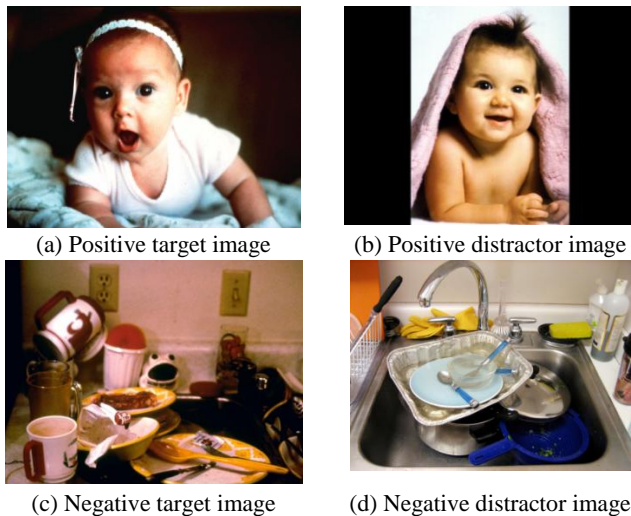 (a) Positive target image
(b) Positive distractor image
(c) Negative target image
(d) Negative distractor image